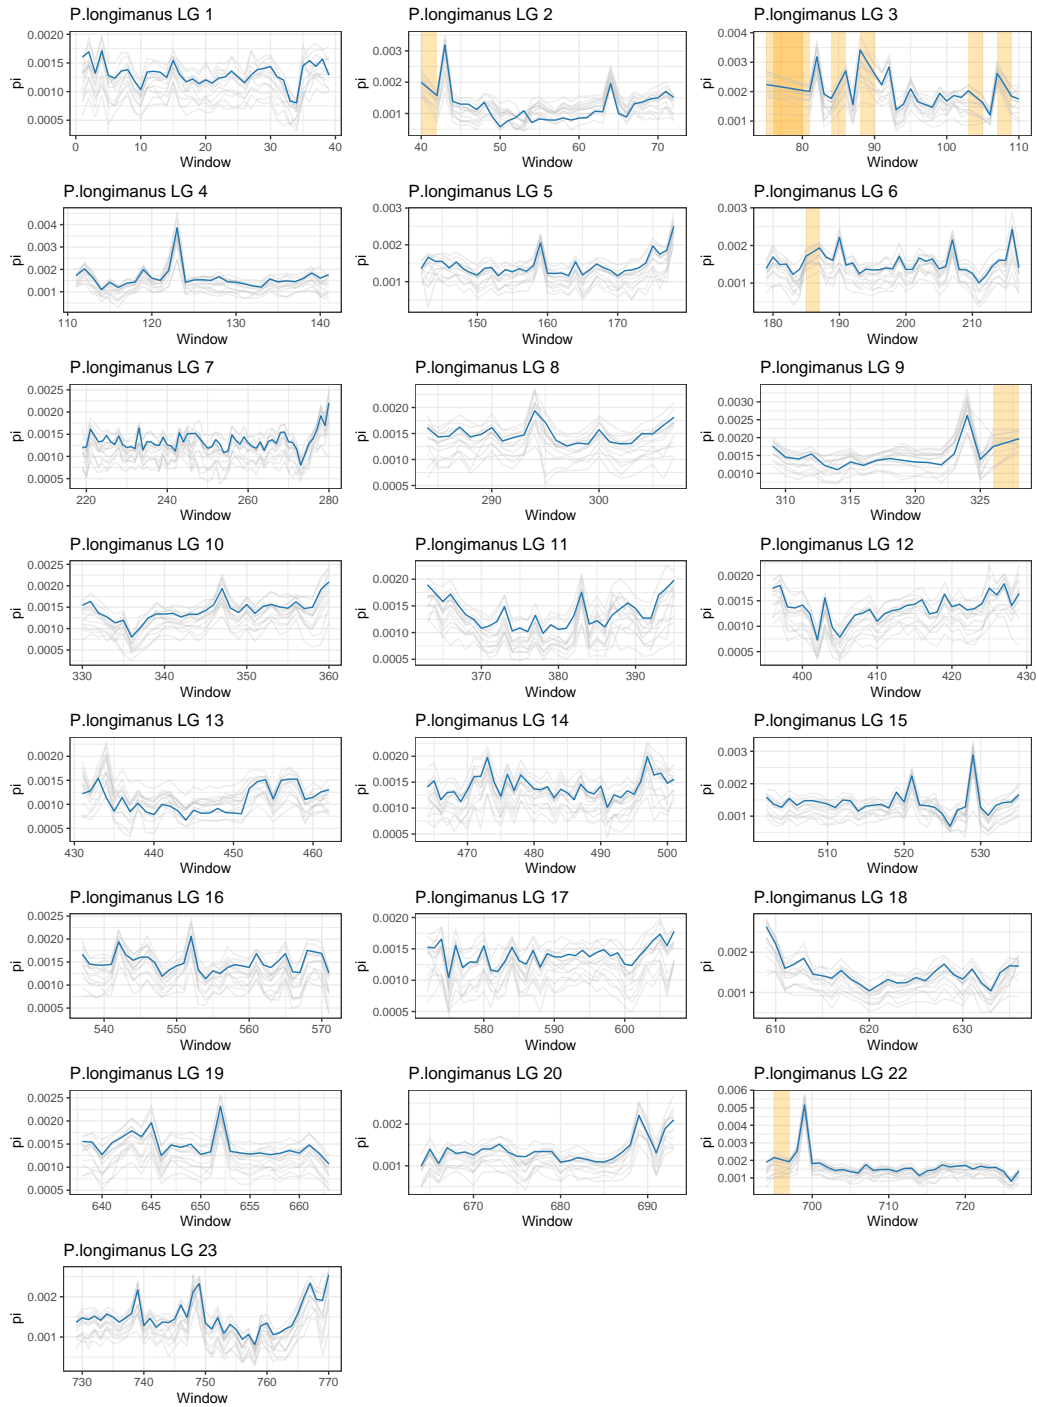 P.longimanus LG 1
0.0020
0.0015
0.0010
0.0005
pi
0 10 20 30 40
Window
P.longimanus LG 2
0.003
0.002
0.001
pi
40 50 60 70
Window
P.longimanus LG 3
0.004
0.003
0.002
0.001
pi
80 90 100 110
Window
P.longimanus LG 4
0.004
0.003
0.002
0.001
pi
110 120 130 140
Window
P.longimanus LG 5
0.003
0.002
0.001
pi
150 160 170
Window
P.longimanus LG 6
0.003
0.002
0.001
pi
180 190 200 210
Window
P.longimanus LG 7
0.0025
0.0020
0.0015
0.0010
0.0005
pi
220 240 260 280
Window
P.longimanus LG 8
0.0020
0.0015
0.0010
0.0005
pi
290 300
Window
P.longimanus LG 9
0.0030
0.0025
0.0020
0.0015
0.0010
pi
310 315 320 325
Window
P.longimanus LG 10
0.0025
0.0020
0.0015
0.0010
0.0005
pi
330 340 350 360
Window
P.longimanus LG 11
0.0020
0.0015
0.0010
0.0005
pi
370 380 390
Window
P.longimanus LG 12
0.0020
0.0015
0.0010
0.0005
pi
400 410 420 430
Window
P.longimanus LG 13
0.0020
0.0015
0.0010
0.0005
pi
430 440 450 460
Window
P.longimanus LG 14
0.0020
0.0015
0.0010
0.0005
pi
470 480 490 500
Window
P.longimanus LG 15
0.003
0.002
0.001
pi
510 520 530
Window
P.longimanus LG 16
0.0025
0.0020
0.0015
0.0010
0.0005
pi
540 550 560 570
Window
P.longimanus LG 17
0.0020
0.0015
0.0010
0.0005
pi
580 590 600
Window
P.longimanus LG 18
0.002
0.001
pi
610 620 630
Window
P.longimanus LG 19
0.0025
0.0020
0.0015
0.0010
0.0005
pi
640 645 650 655 660
Window
P.longimanus LG 20
0.002
0.001
pi
670 680 690
Window
P.longimanus LG 22
0.006
0.005
0.004
0.003
0.002
0.001
pi
700 710 720
Window
P.longimanus LG 23
0.002
0.001
pi
730 740 750 760 770
Window